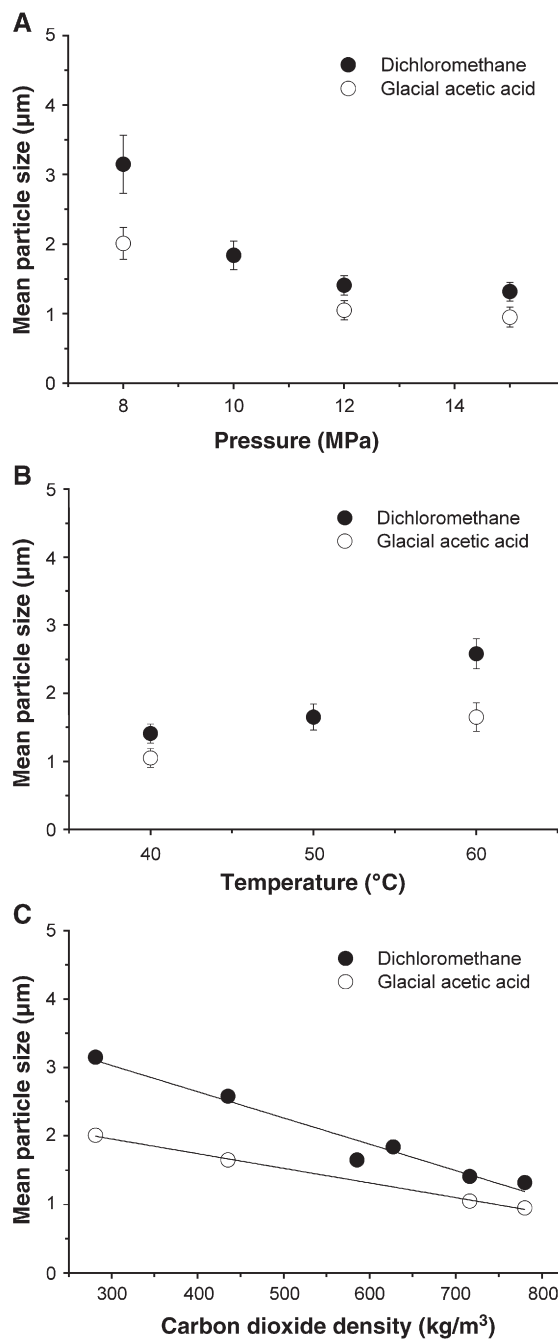 A
5
4
3
2
1
0
Mean particle size (µm)
Dichloromethane
Glacial acetic acid
8
10
12
14
Pressure (MPa)
B
5
4
3
2
1
0
Mean particle size (µm)
Dichloromethane
Glacial acetic acid
40
50
60
Temperature (°C)
C
5
4
3
2
1
0
Mean particle size (µm)
Dichloromethane
Glacial acetic acid
300
400
500
600
700
800
Carbon dioxide density (kg/m³)